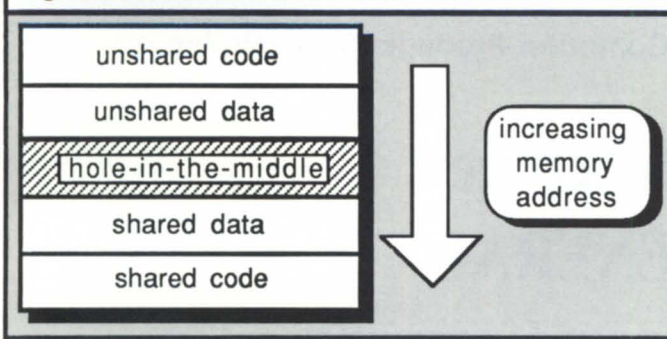 unshared code
unshared data
hole-in-the-middle
shared data
shared code
increasing
memory
address